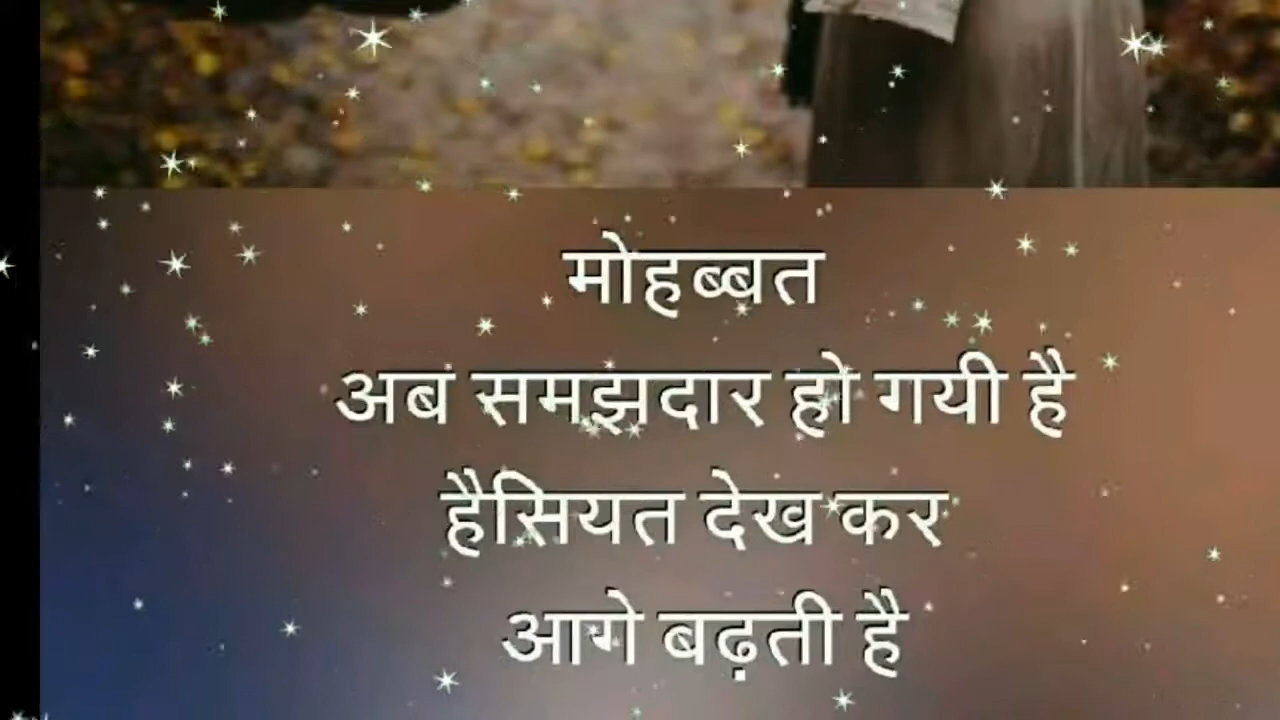 मोहब्बत
अब समझदार हो गयी है
हैसियत देख कर
आगे बढ़ती है